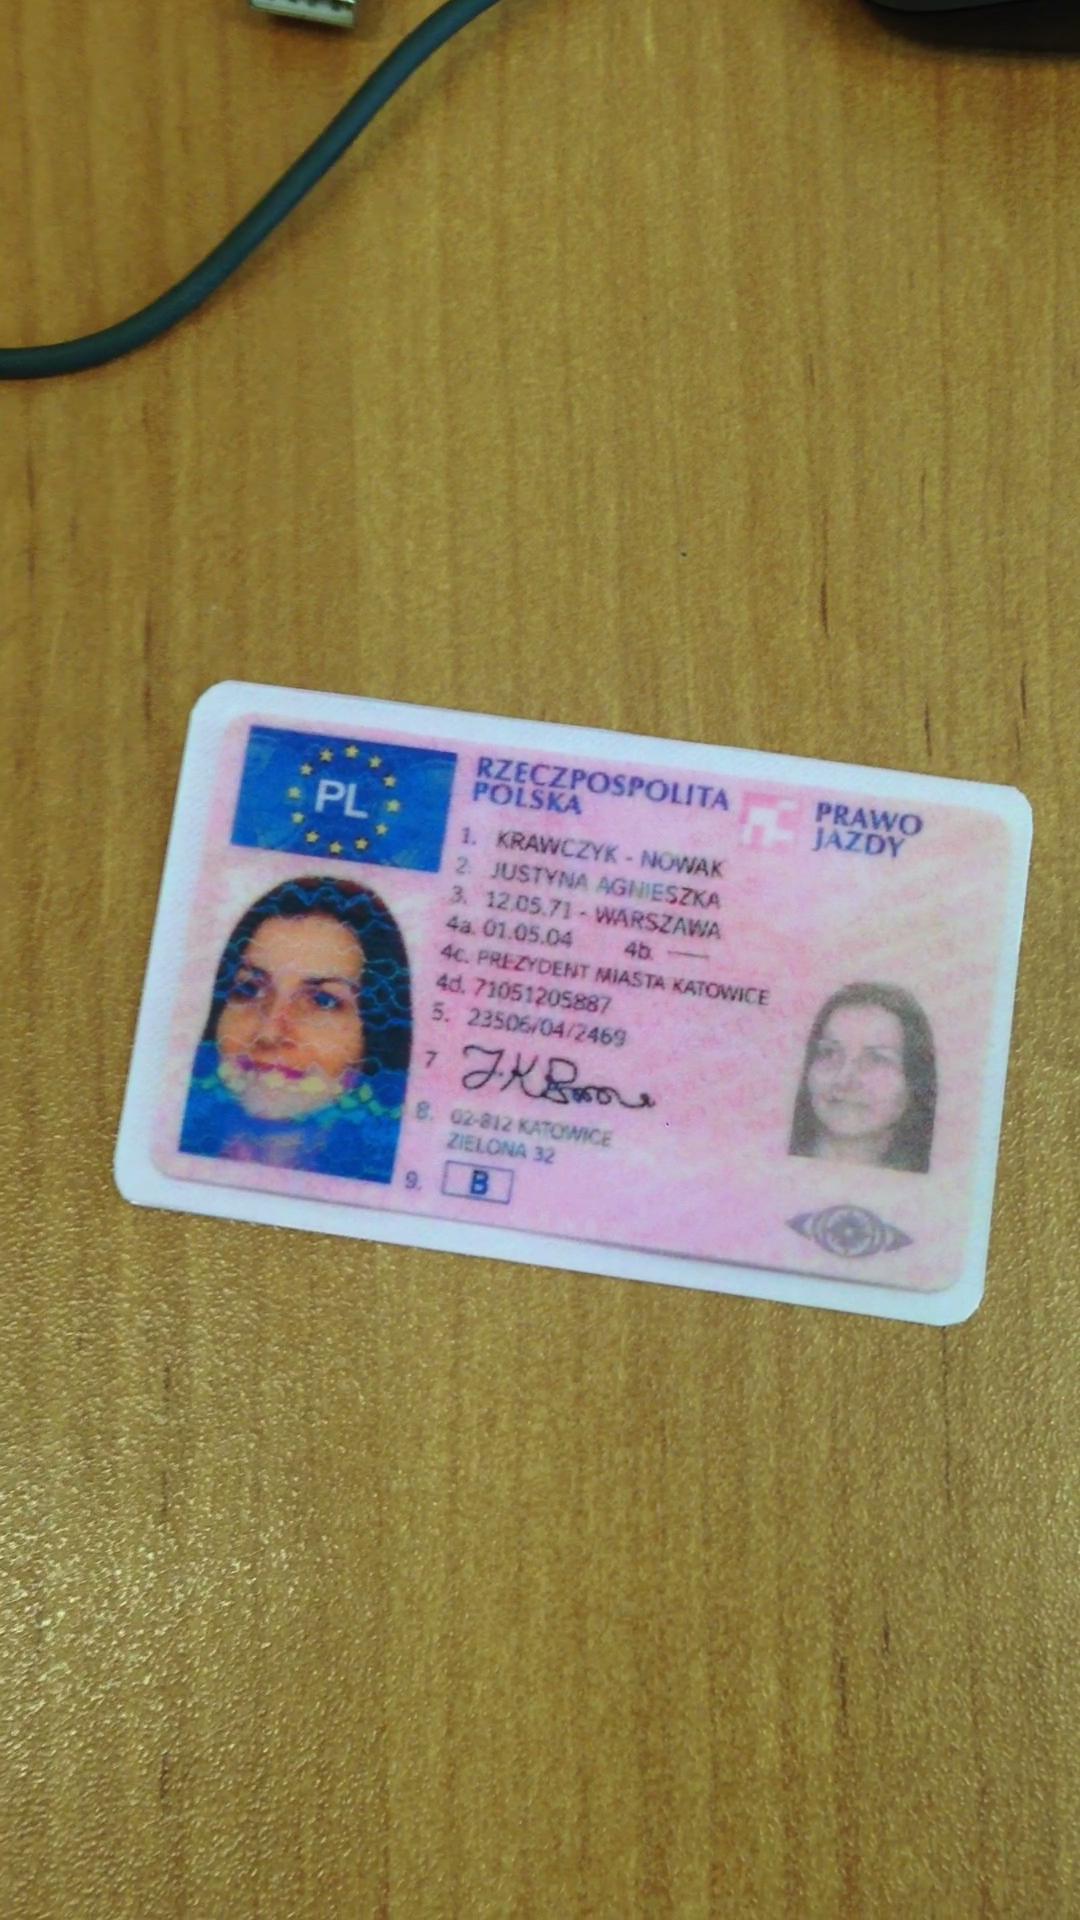 PL
RZECZPOSPOLITA
POLSKA
PRAWO
JAZDY
1. KRAWCZYK - NOWAK
2. JUSTYNA AGNIESZKA
3. 12.05.71 - WARSZAWA
4a. 01.05.04 4b. —
4c. PREZYDENT MIASTA KATOWICE
4d. 71051205887
5. 23506/04/2469
7
8. 02-812 KATOWICE
ZIELONA 32
9. B